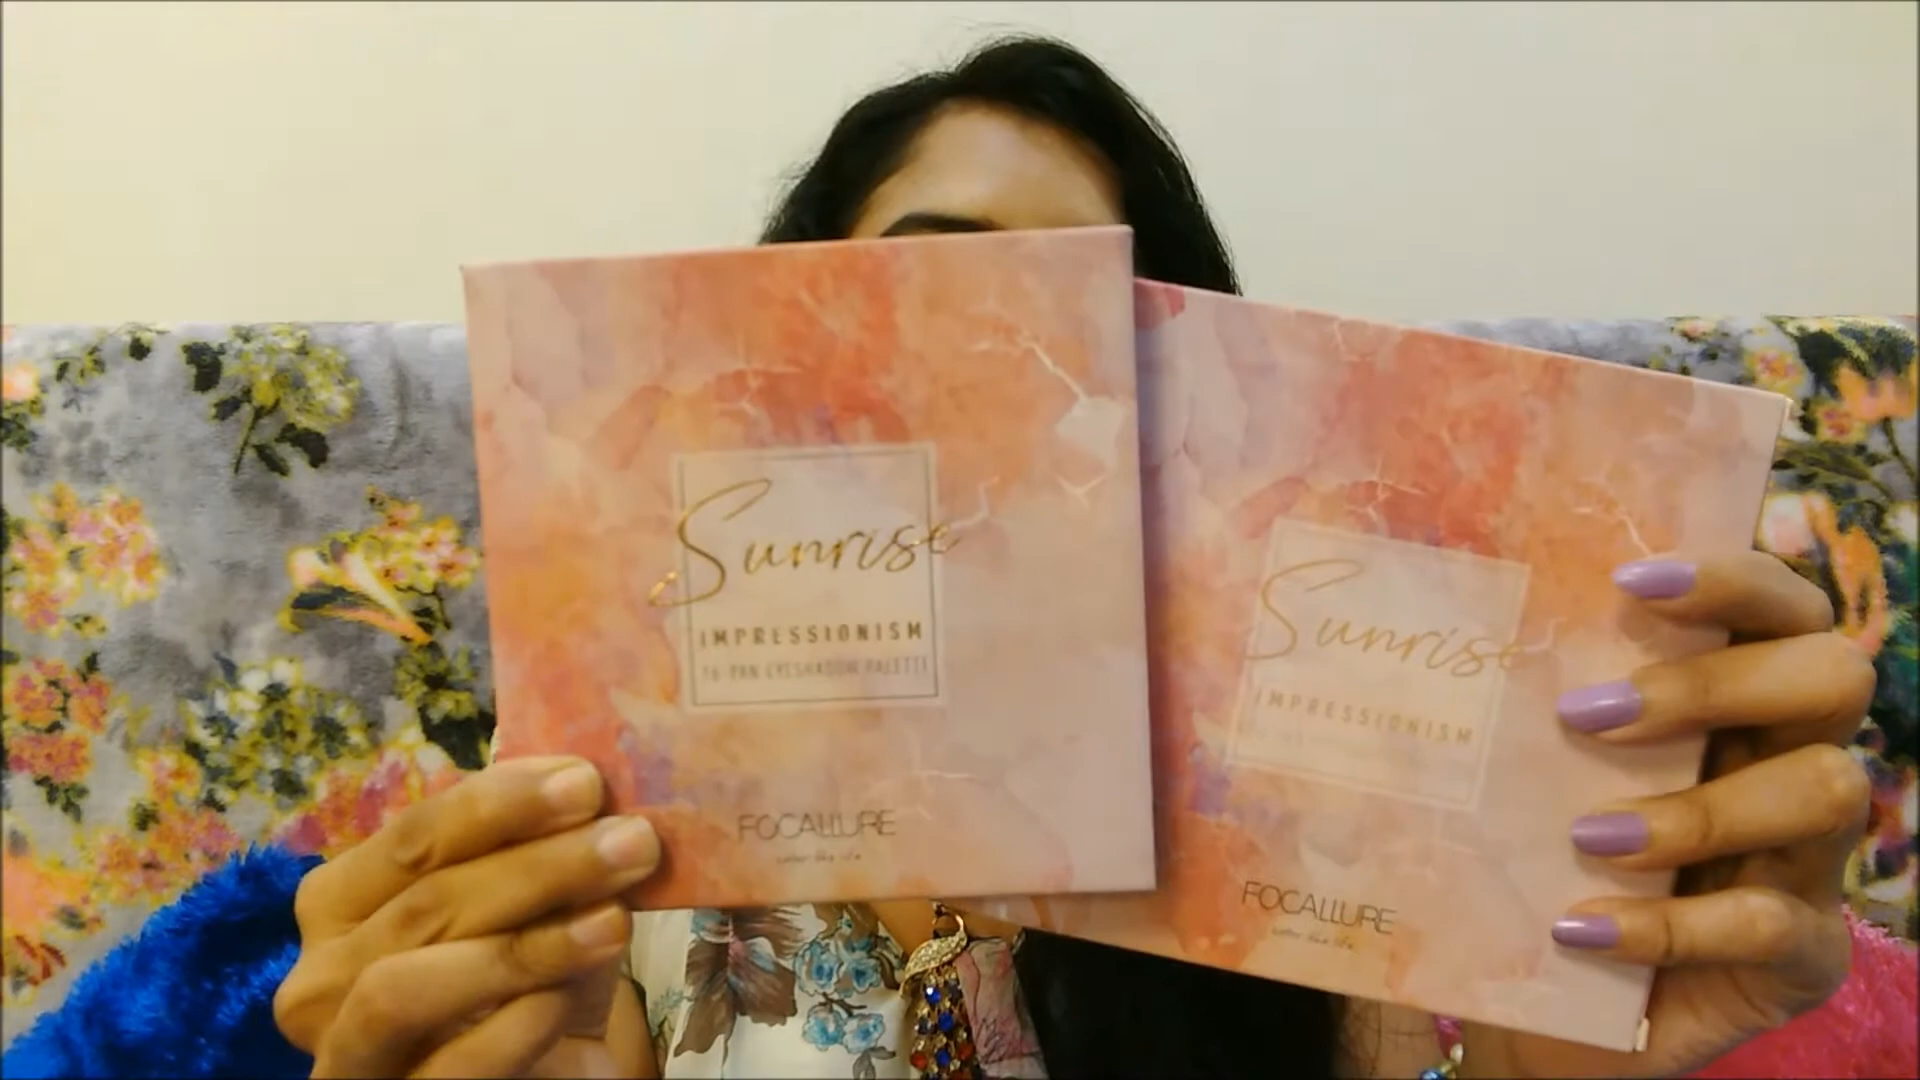 Sunrise
IMPRESSIONISM
16-PAN EYESHADOW PALETTE
FOCALLURE
Sunrise
IMPRESSIONISM
FOCALLURE